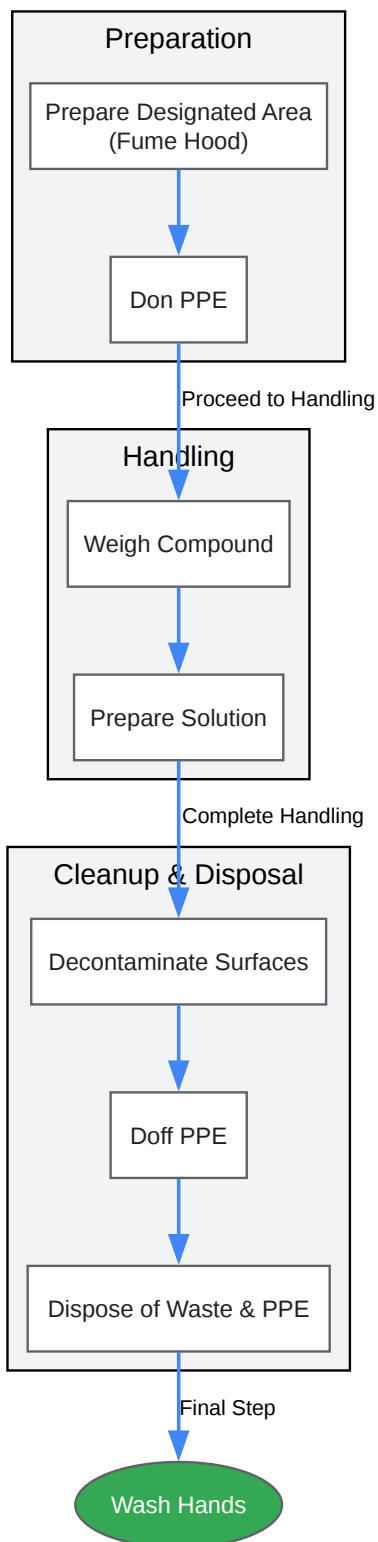 Preparation
Prepare Designated Area
(Fume Hood)
Don PPE
Proceed to Handling
Handling
Weigh Compound
Prepare Solution
Complete Handling
Cleanup & Disposal
Decontaminate Surfaces
Doff PPE
Dispose of Waste & PPE
Final Step
Wash Hands